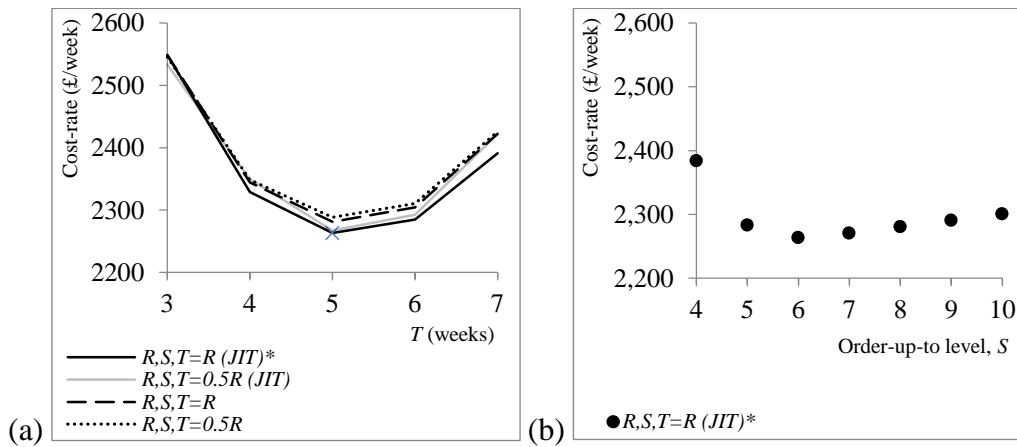 Cost-rate (£/week)
2600
2500
2400
2300
2200
3 4 5 6 7
T (weeks)
R,S,T=R (JIT)*
R,S,T=0.5R (JIT)
R,S,T=R
R,S,T=0.5R
(a)
Cost-rate (£/week)
2,600
2,500
2,400
2,300
2,200
4 5 6 7 8 9 10
Order-up-to level, S
R,S,T=R (JIT)*
(b)